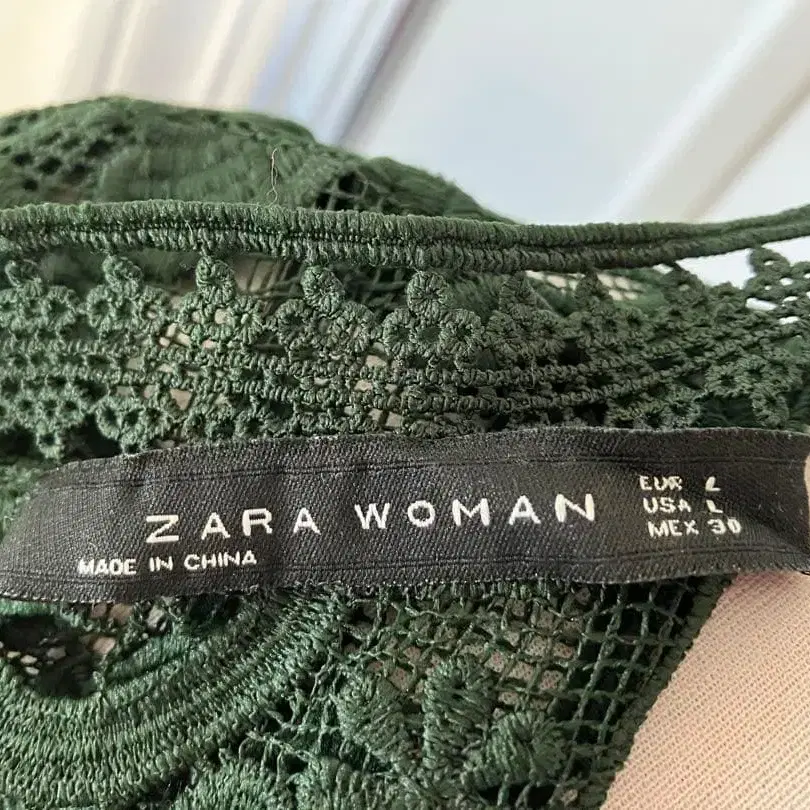 ZARA WOMAN
MADE IN CHINA
EUR L
USA L
MEX 30